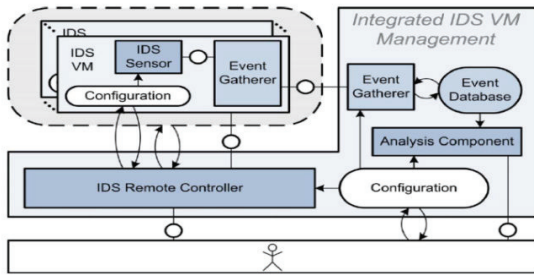 Integrated IDS VM
Management
IDS
IDS
VM
IDS
Sensor
Event
Gatherer
Configuration
Event
Gatherer
Event
Database
Analysis Component
IDS Remote Controller
Configuration